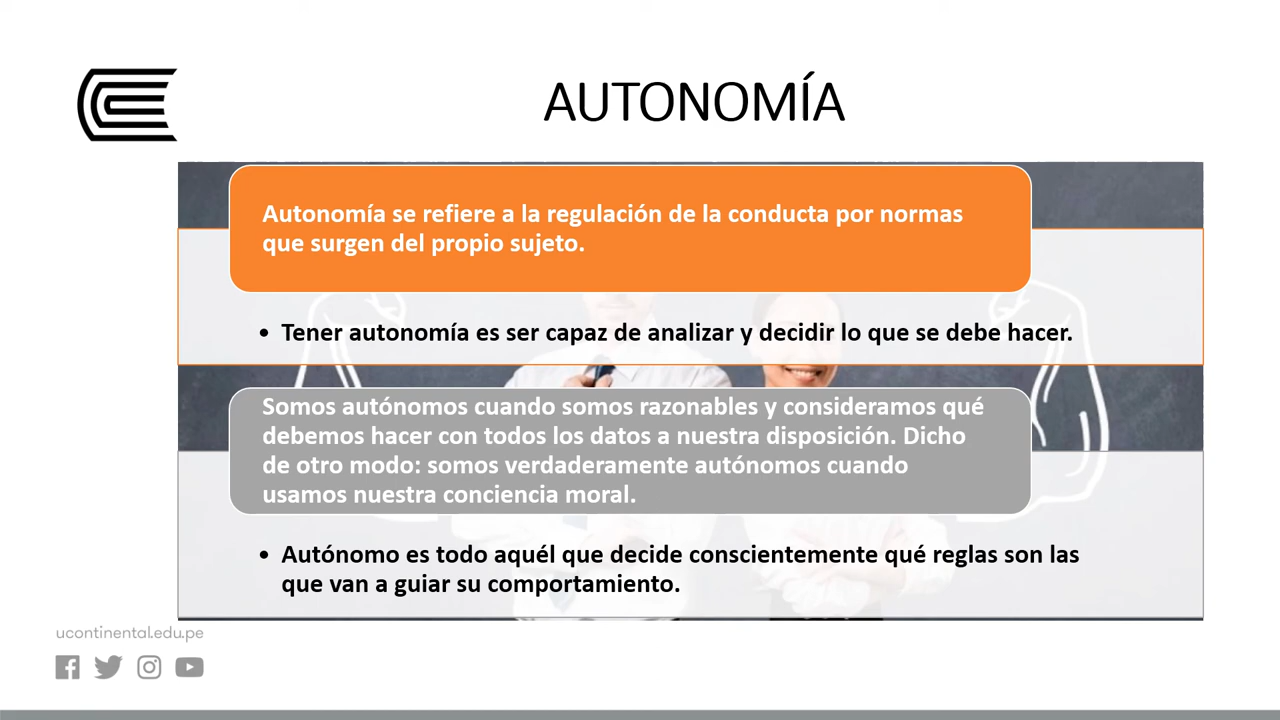 AUTONOMÍA
Autonomía se refiere a la regulación de la conducta por normas
que surgen del propio sujeto.
• Tener autonomía es ser capaz de analizar y decidir lo que se debe hacer.
Somos autónomos cuando somos razonables y consideramos qué
debemos hacer con todos los datos a nuestra disposición. Dicho
de otro modo: somos verdaderamente autónomos cuando
usamos nuestra conciencia moral.
• Autónomo es todo aquél que decide conscientemente qué reglas son las
que van a guiar su comportamiento.
ucontinental.edu.pe